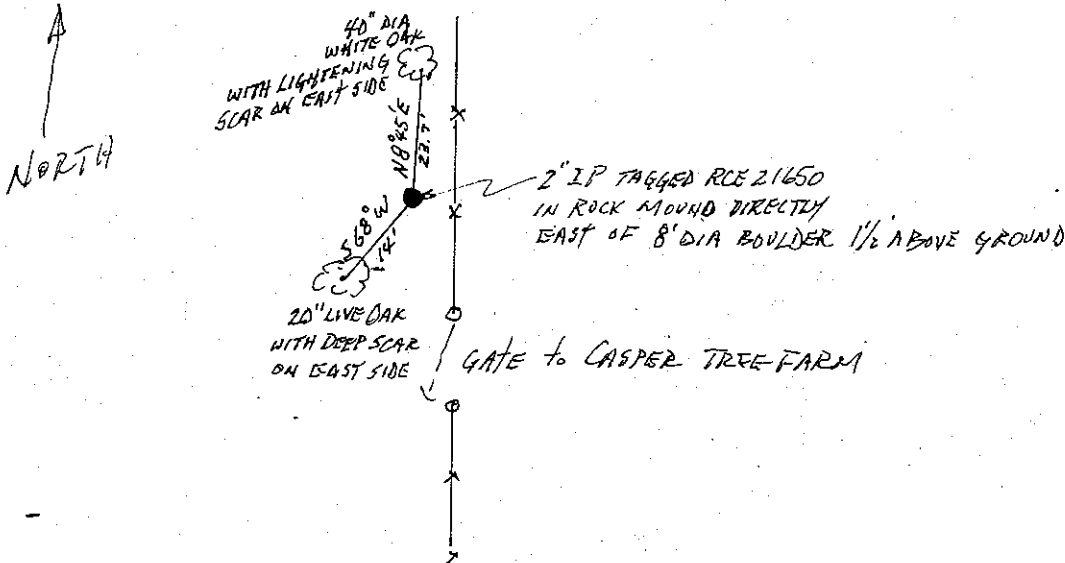 NORTH
40" DIA
WHITE OAK
WITH LIGHTENING
SCAR ON EAST SIDE
N8°45'E
23.7'
2" IP TAGGED RCE 21650
IN ROCK MOUND DIRECTLY
EAST OF 8' DIA BOULDER 1½' ABOVE GROUND
S68°W
14'
20" LIVE OAK
WITH DEEP SCAR
ON EAST SIDE
GATE to CASPER TREE FARM